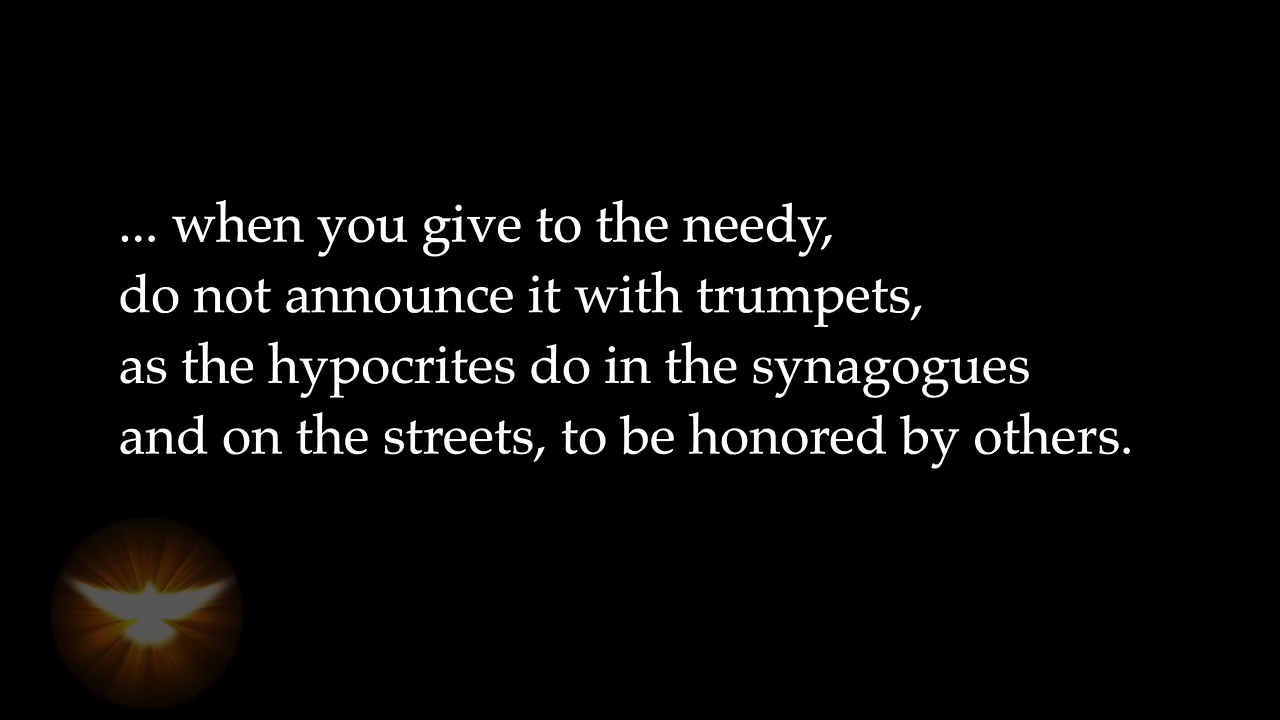 ... when you give to the needy,
do not announce it with trumpets,
as the hypocrites do in the synagogues
and on the streets, to be honored by others.